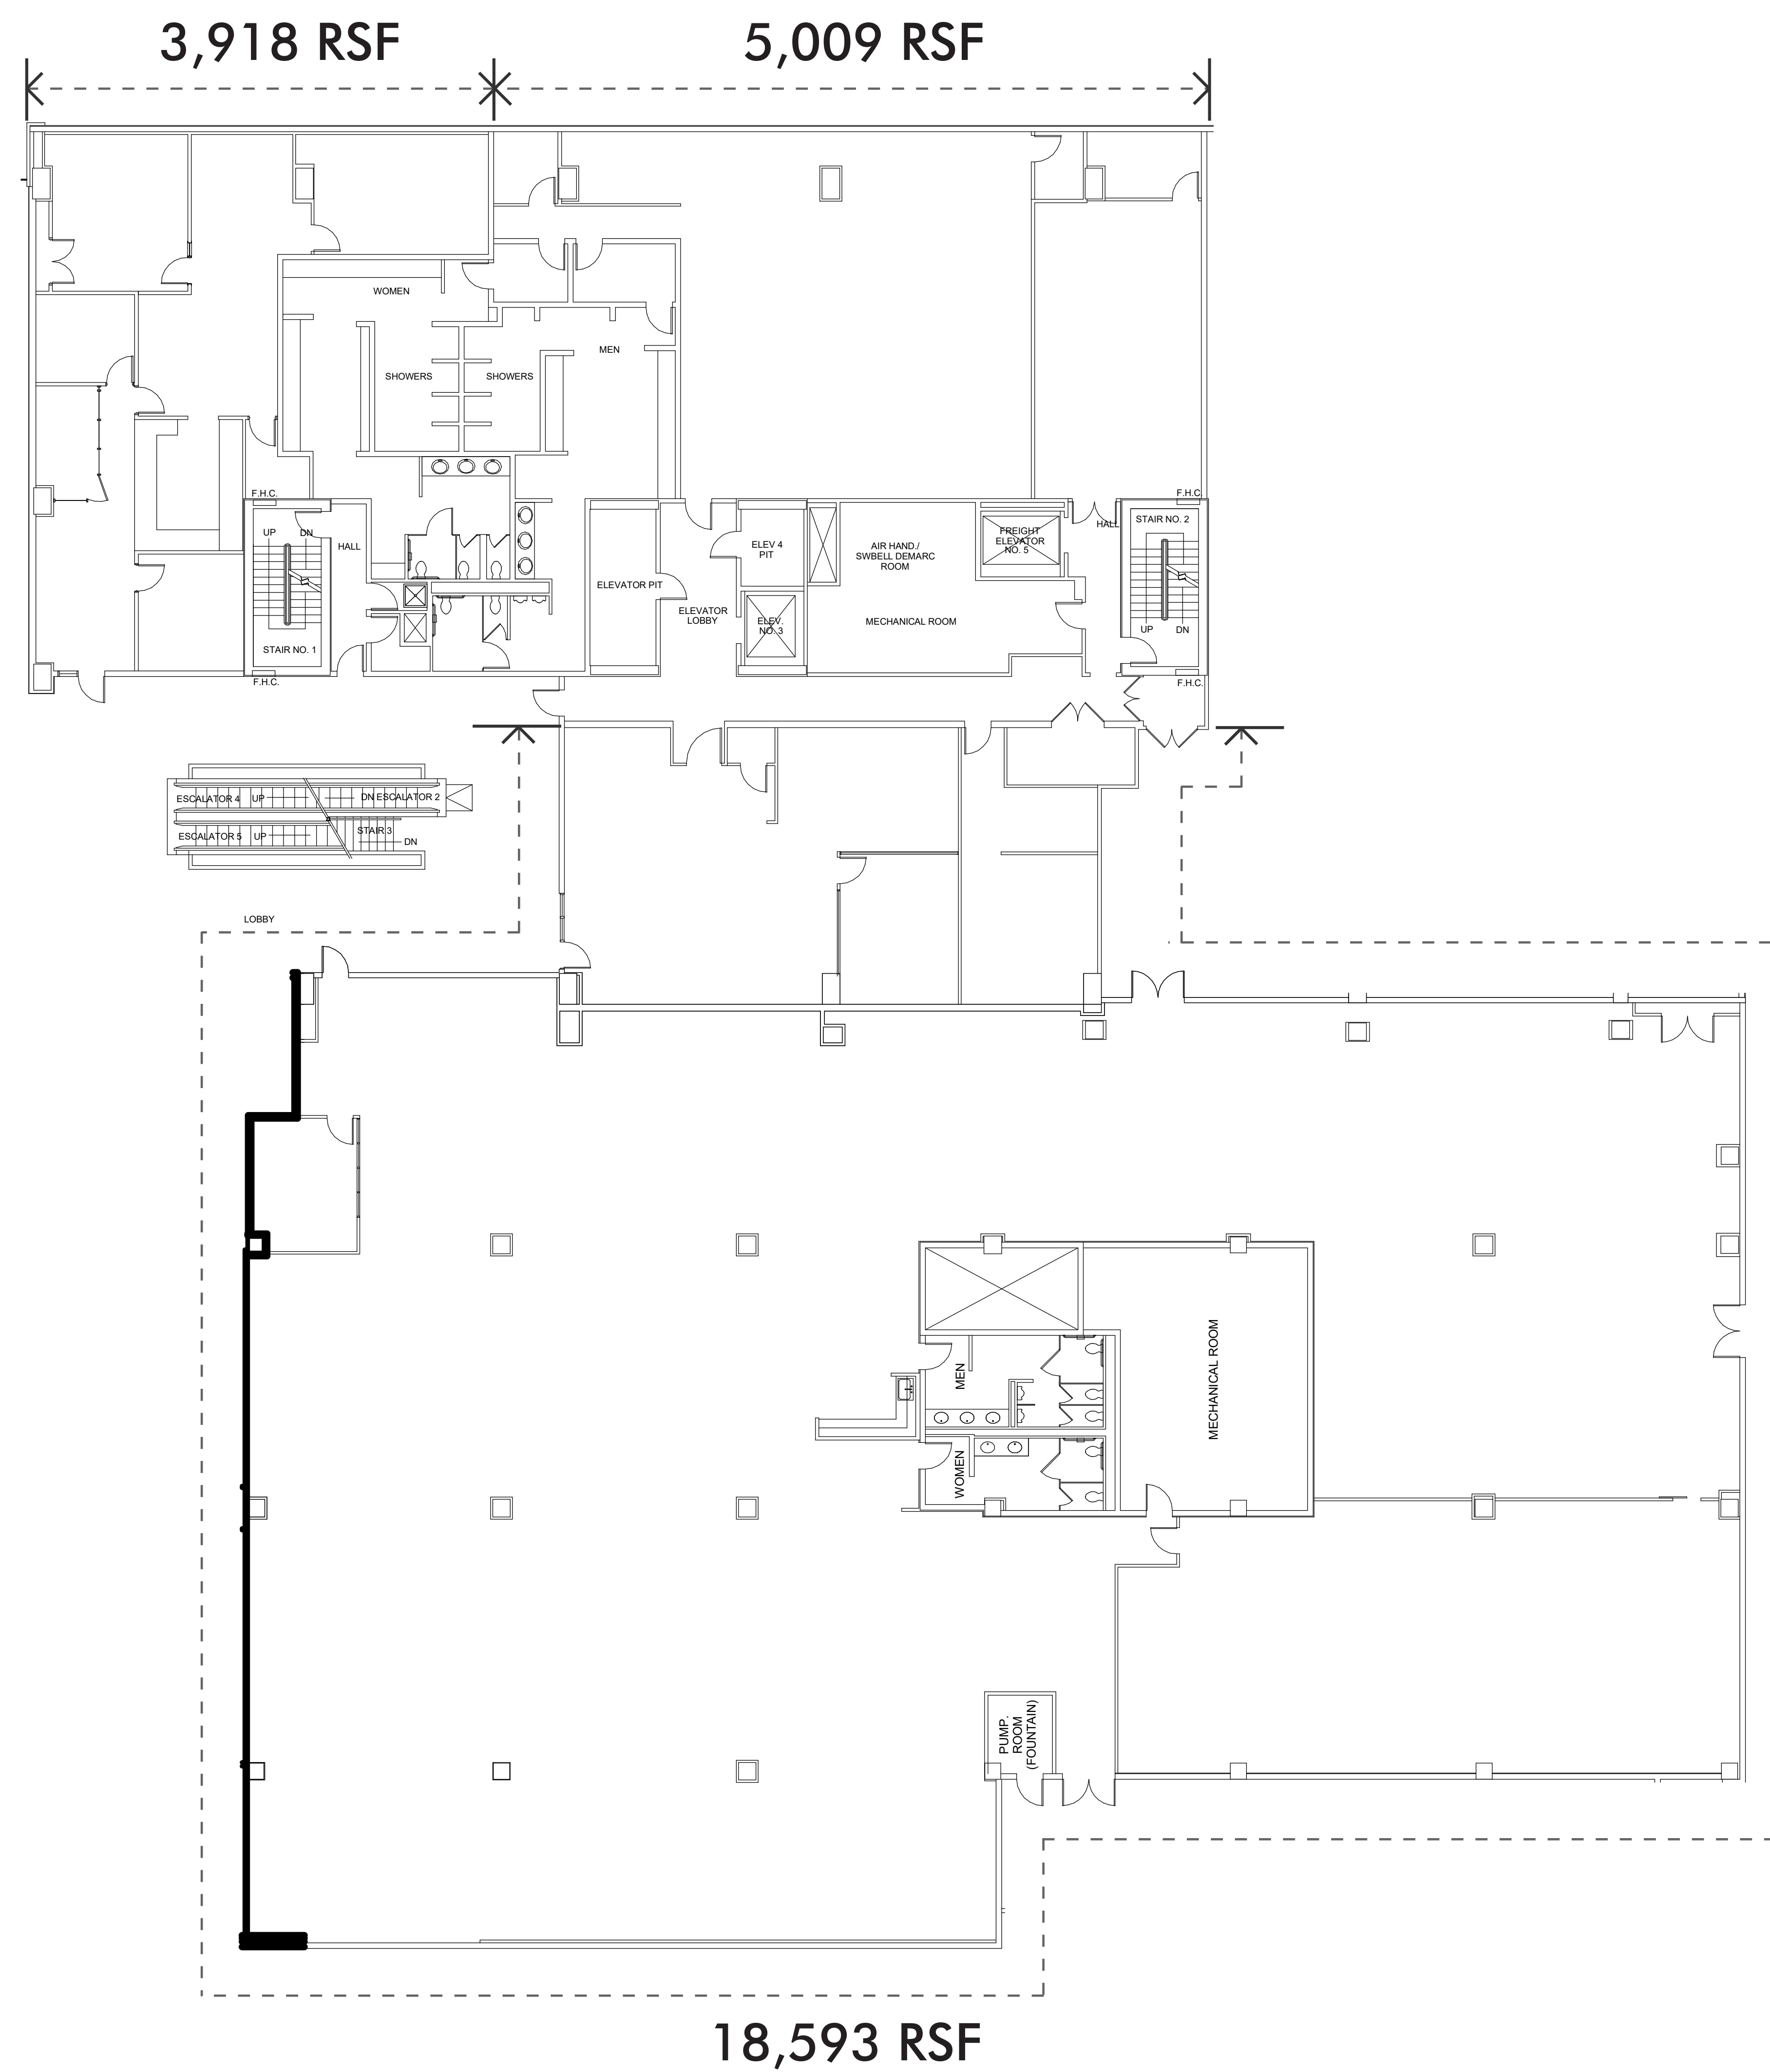 3,918 RSF
5,009 RSF
WOMEN
MEN
SHOWERS
SHOWERS
F.H.C.
F.H.C.
UP
DN
HALL
STAIR NO. 1
F.H.C.
ELEVATOR PIT
ELEVATOR
LOBBY
ELEV 4
PIT
ELEV.
NO. 3
AIR HAND./
SWBELL DEMARC
ROOM
MECHANICAL ROOM
FREIGHT
ELEVATOR
NO. 5
HALL
STAIR NO. 2
UP
DN
F.H.C.
ESCALATOR 4
UP
DN
ESCALATOR 2
ESCALATOR 5
UP
STAIR 3
DN
LOBBY
MEN
WOMEN
MECHANICAL ROOM
PUMP.
ROOM
(FOUNTAIN)
18,593 RSF